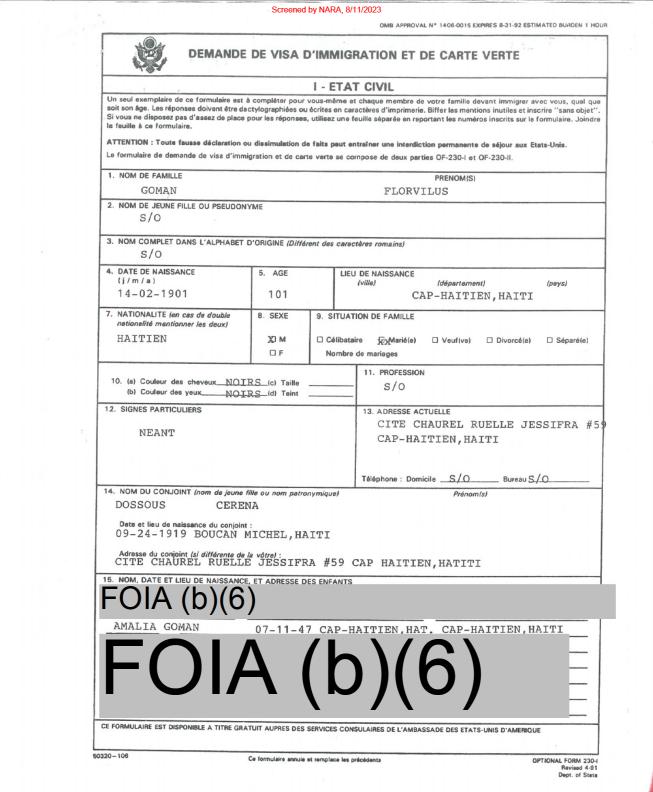 Screened by NARA, 8/11/2023
OMB APPROVAL Nº 1406-0015 EXPIRES 8-31-92 ESTIMATED BURDEN 1 HOUR
DEMANDE DE VISA D'IMMIGRATION ET DE CARTE VERTE
I - ETAT CIVIL
Un seul exemplaire de ce formulaire est à compléter pour vous-même et chaque membre de votre famille devant immigrer avec vous, quel que
soit son âge. Les réponses doivent être dactylographiées ou écrites en caractères d'imprimerie. Biffer les mentions inutiles et inscrire "sans objet".
Si vous ne disposez pas d'assez de place pour les réponses, utilisez une feuille séparée en reportant les numéros inscrits sur le formulaire. Joindre
la feuille à ce formulaire.
ATTENTION : Toute fausse déclaration ou dissimulation de faits peut entraîner une interdiction permanente de séjour aux Etats-Unis.
Le formulaire de demande de visa d'immigration et de carte verte se compose de deux parties OF-230-I et OF-230-II.
1. NOM DE FAMILLE PRENOM(S)
GOMAN FLORVILUS
2. NOM DE JEUNE FILLE OU PSEUDONYME
S/O
3. NOM COMPLET DANS L'ALPHABET D'ORIGINE (Différent des caractères romains)
S/O
4. DATE DE NAISSANCE 5. AGE LIEU DE NAISSANCE
(j / m / a) (ville) (département) (pays)
14-02-1901 101 CAP-HAITIEN,HAITI
7. NATIONALITE (en cas de double 8. SEXE 9. SITUATION DE FAMILLE
nationalité mentionner les deux)
HAITIEN X M Célibataire XX Marié(e) Veuf(ve) Divorcé(e) Séparé(e)
F Nombre de mariages
11. PROFESSION
10. (a) Couleur des cheveux NOIRS (c) Taille S/O
(b) Couleur des yeux NOIRS (d) Teint
12. SIGNES PARTICULIERS 13. ADRESSE ACTUELLE
CITE CHAUREL RUELLE JESSIFRA #59
NEANT CAP-HAITIEN,HAITI
Téléphone : Domicile S/O Bureau S/O
14. NOM DU CONJOINT (nom de jeune fille ou nom patronymique) Prénom(s)
DOSSOUS CERENA
Date et lieu de naissance du conjoint :
09-24-1919 BOUCAN MICHEL,HAITI
Adresse du conjoint (si différente de la vôtre) :
CITE CHAUREL RUELLE JESSIFRA #59 CAP HAITIEN,HATITI
15. NOM, DATE ET LIEU DE NAISSANCE, ET ADRESSE DES ENFANTS
FOIA (b)(6)
AMALIA GOMAN 07-11-47 CAP-HAITIEN,HAT. CAP-HAITIEN,HAITI
FOIA (b)(6)
CE FORMULAIRE EST DISPONIBLE A TITRE GRATUIT AUPRES DES SERVICES CONSULAIRES DE L'AMBASSADE DES ETATS-UNIS D'AMERIQUE
50230-106 Ce formulaire annule et remplace les précédents OPTIONAL FORM 230-I
Revised 4-91
Dept. of State